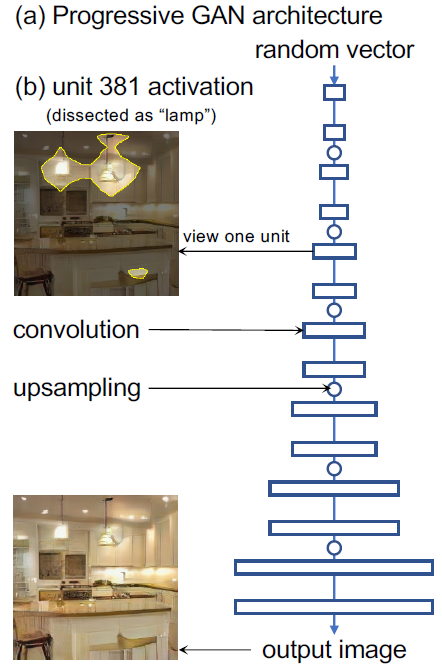 (a) Progressive GAN architecture
random vector
(b) unit 381 activation
(dissected as “lamp”)
view one unit
convolution
upsampling
output image